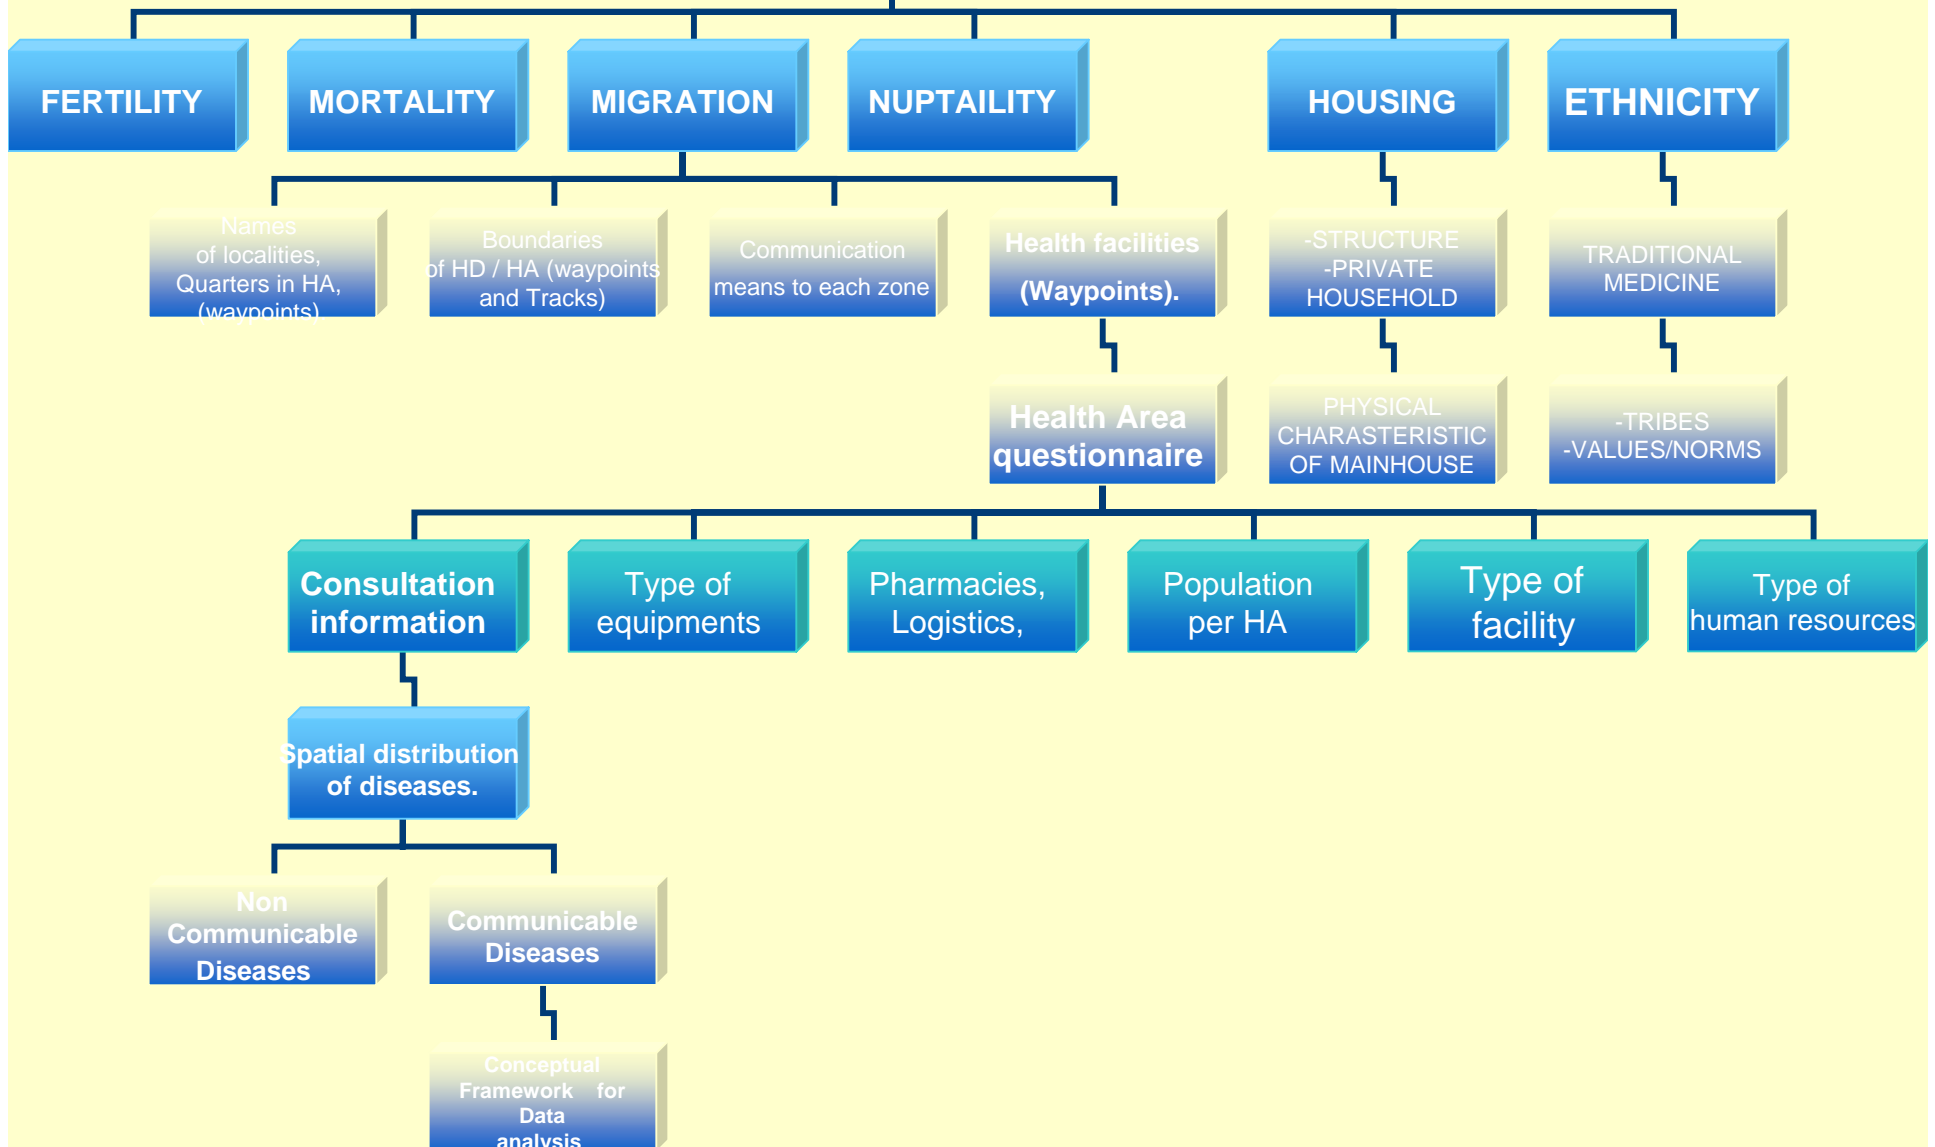 FERTILITY
MORTALITY
MIGRATION
NUPTAILITY
HOUSING
ETHNICITY
Names
of localities,
Quarters in HA,
(waypoints)
Boundaries
of HD / HA (waypoints
and Tracks)
Communication
means to each zone
Health facilities
(Waypoints).
-STRUCTURE
-PRIVATE
HOUSEHOLD
TRADITIONAL
MEDICINE
Health Area
questionnaire
PHYSICAL
CHARASTERISTIC
OF MAINHOUSE
-TRIBES
-VALUES/NORMS
Consultation
information
Type of
equipments
Pharmacies,
Logistics,
Population
per HA
Type of
facility
Type of
human resources
Spatial distribution
of diseases.
Non
Communicable
Diseases
Communicable
Diseases
Conceptual
Framework for
Data
analysis